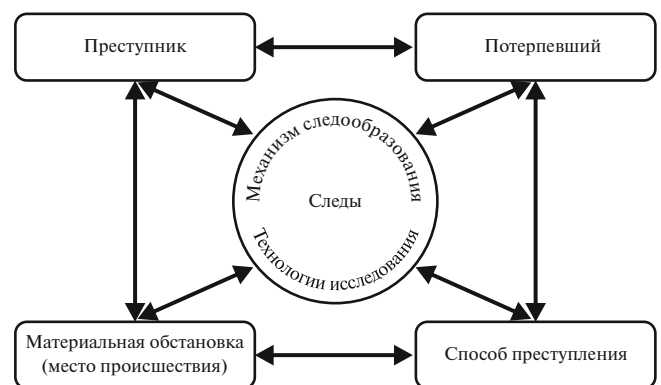 Преступник
Потерпевший
Механизм следообразования
Следы
Технологии исследования
Материальная обстановка
(место происшествия)
Способ преступления